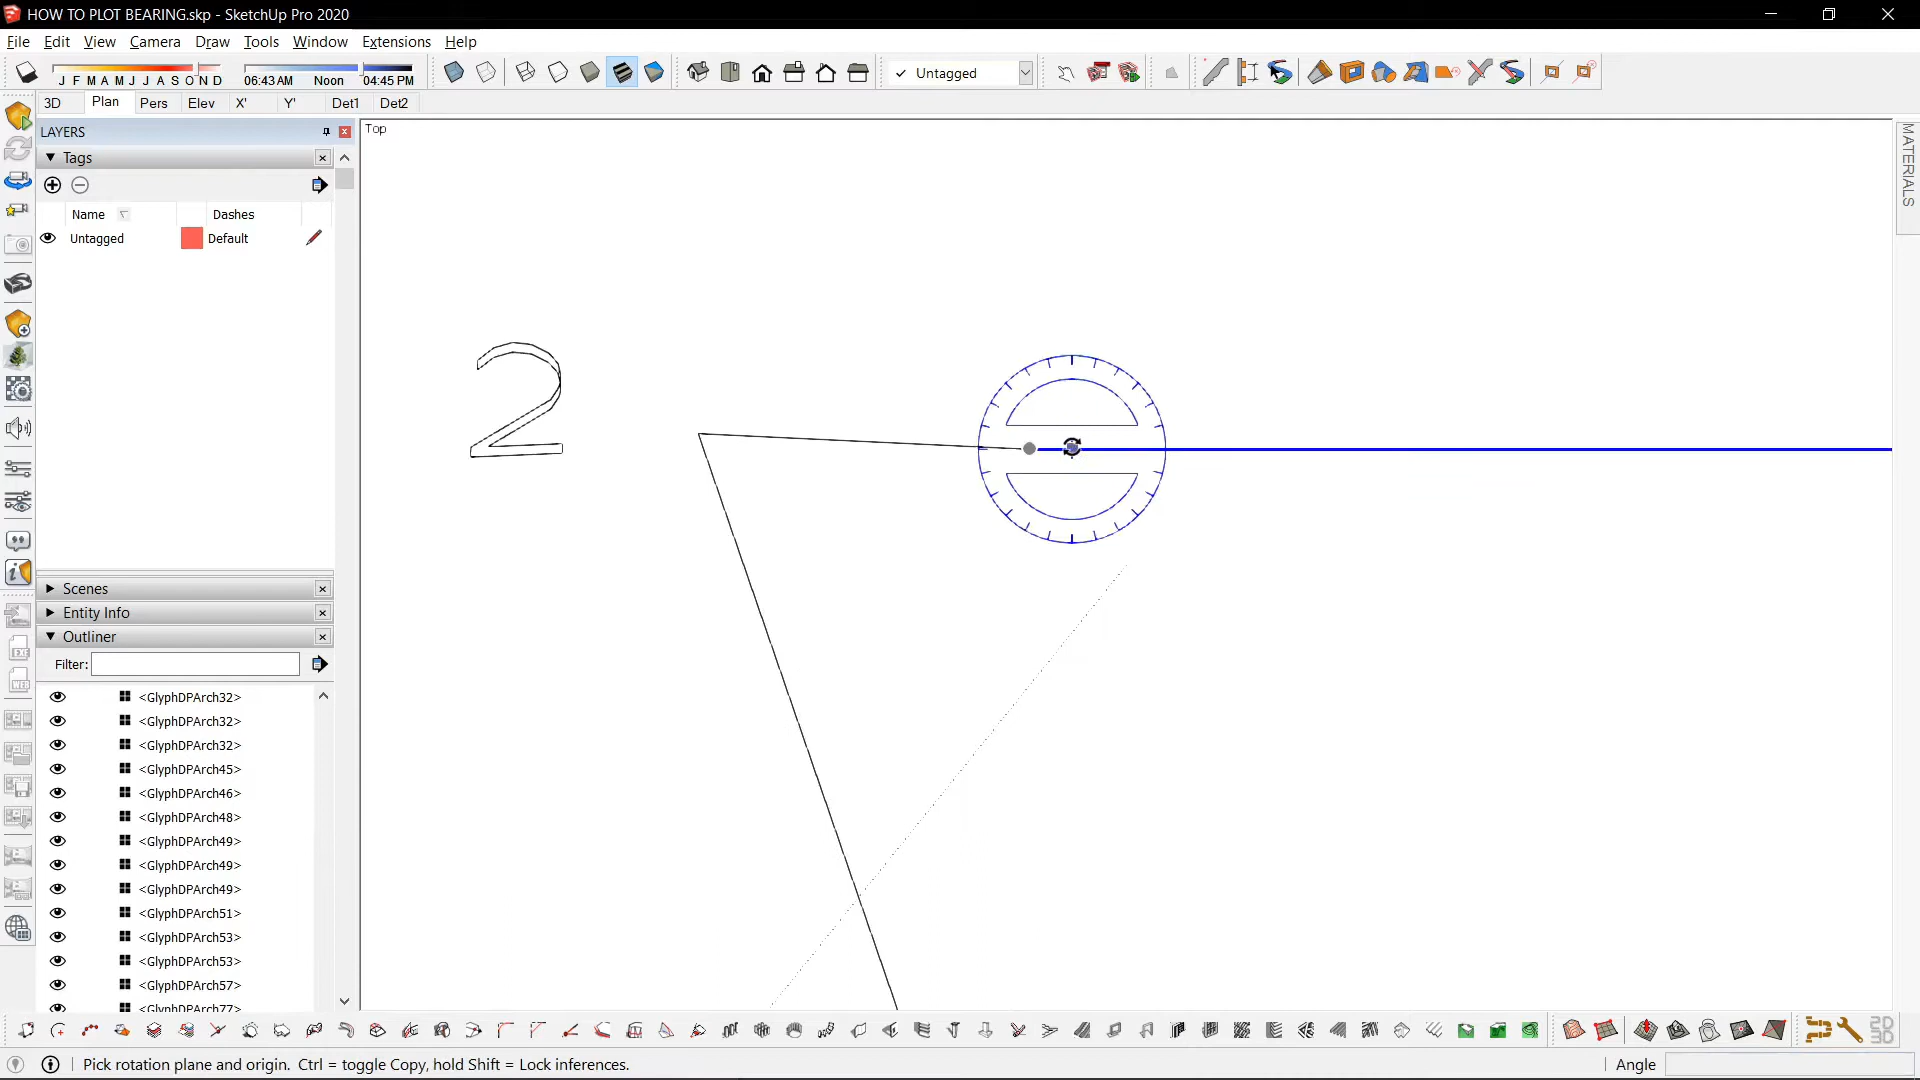 HOW TO PLOT BEARING.skp - SketchUp Pro 2020
File Edit View Camera Draw Tools Window Extensions Help
J F M A M J J A S O N D 06:43 AM Noon 04:45 PM ✓ Untagged
3D Plan Pers Elev X' Y' Det1 Det2
LAYERS
Top
MATERIALS
Tags
Name Dashes
Untagged Default
2
Scenes
Entity Info
Outliner
Filter:
<GlyphDPArch32>
<GlyphDPArch32>
<GlyphDPArch32>
<GlyphDPArch45>
<GlyphDPArch46>
<GlyphDPArch48>
<GlyphDPArch49>
<GlyphDPArch49>
<GlyphDPArch49>
<GlyphDPArch51>
<GlyphDPArch53>
<GlyphDPArch53>
<GlyphDPArch57>
<GlyphDPArch77>
2D
3D
Pick rotation plane and origin. Ctrl = toggle Copy, hold Shift = Lock inferences.
Angle